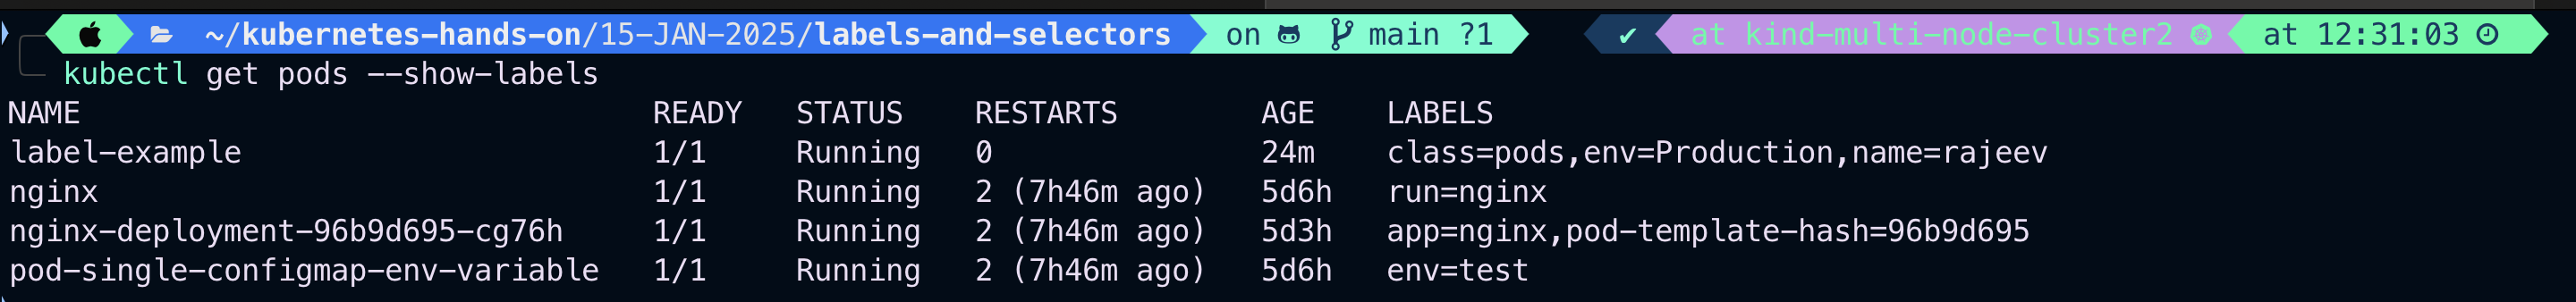 ~/kubernetes-hands-on/15-JAN-2025/labels-and-selectors on main ?1 ✔ at kind-multi-node-cluster2 at 12:31:03
kubectl get pods --show-labels
NAME READY STATUS RESTARTS AGE LABELS
label-example 1/1 Running 0 24m class=pods,env=Production,name=rajeev
nginx 1/1 Running 2 (7h46m ago) 5d6h run=nginx
nginx-deployment-96b9d695-cg76h 1/1 Running 2 (7h46m ago) 5d3h app=nginx,pod-template-hash=96b9d695
pod-single-configmap-env-variable 1/1 Running 2 (7h46m ago) 5d6h env=test